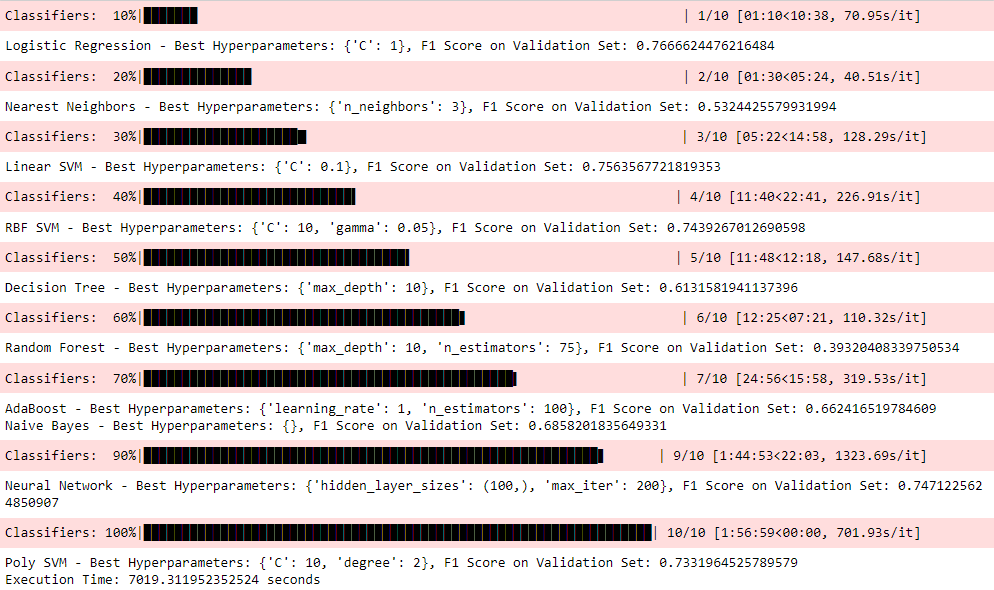 Classifiers:  10%| | 1/10 [01:10<10:38, 70.95s/it]
Logistic Regression - Best Hyperparameters: {'C': 1}, F1 Score on Validation Set: 0.7666624476216484
Classifiers:  20%| | 2/10 [01:30<05:24, 40.51s/it]
Nearest Neighbors - Best Hyperparameters: {'n_neighbors': 3}, F1 Score on Validation Set: 0.5324425579931994
Classifiers:  30%| | 3/10 [05:22<14:58, 128.29s/it]
Linear SVM - Best Hyperparameters: {'C': 0.1}, F1 Score on Validation Set: 0.7563567721819353
Classifiers:  40%| | 4/10 [11:40<22:41, 226.91s/it]
RBF SVM - Best Hyperparameters: {'C': 10, 'gamma': 0.05}, F1 Score on Validation Set: 0.7439267012690598
Classifiers:  50%| | 5/10 [11:48<12:18, 147.68s/it]
Decision Tree - Best Hyperparameters: {'max_depth': 10}, F1 Score on Validation Set: 0.6131581941137396
Classifiers:  60%| | 6/10 [12:25<07:21, 110.32s/it]
Random Forest - Best Hyperparameters: {'max_depth': 10, 'n_estimators': 75}, F1 Score on Validation Set: 0.39320408339750534
Classifiers:  70%| | 7/10 [24:56<15:58, 319.53s/it]
AdaBoost - Best Hyperparameters: {'learning_rate': 1, 'n_estimators': 100}, F1 Score on Validation Set: 0.662416519784609
Naive Bayes - Best Hyperparameters: {}, F1 Score on Validation Set: 0.6858201835649331
Classifiers:  90%| | 9/10 [1:44:53<22:03, 1323.69s/it]
Neural Network - Best Hyperparameters: {'hidden_layer_sizes': (100,), 'max_iter': 200}, F1 Score on Validation Set: 0.747122562
4850907
Classifiers: 100%| | 10/10 [1:56:59<00:00, 701.93s/it]
Poly SVM - Best Hyperparameters: {'C': 10, 'degree': 2}, F1 Score on Validation Set: 0.7331964525789579
Execution Time: 7019.311952352524 seconds